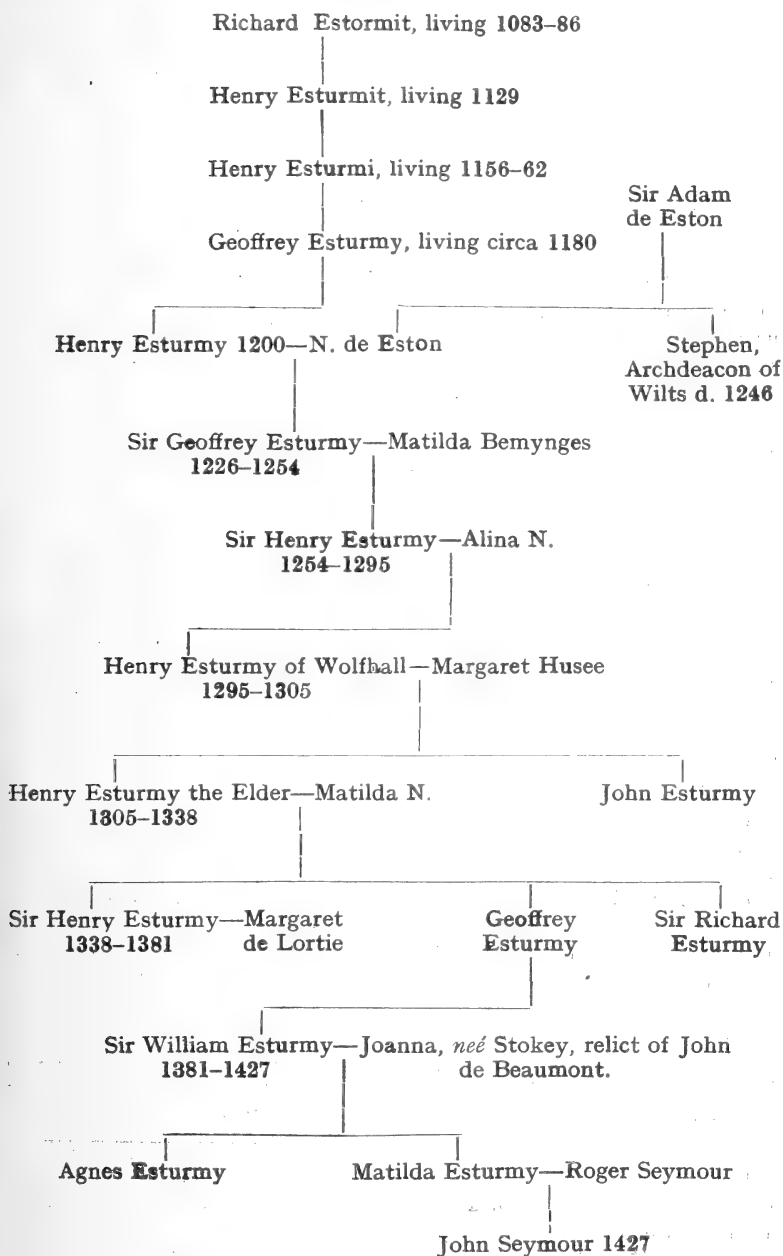 Richard Estormit, living 1083–86
Henry Esturmit, living 1129
Henry Esturmi, living 1156–62
Sir Adam
de Eston
Geoffrey Esturmy, living circa 1180
Henry Esturmy 1200—N. de Eston
Stephen,
Archdeacon of
Wilts d. 1246
Sir Geoffrey Esturmy—Matilda Bemynges
1226–1254
Sir Henry Esturmy—Alina N.
1254–1295
Henry Esturmy of Wolfhall—Margaret Husee
1295–1305
Henry Esturmy the Elder—Matilda N.
1305–1338
John Esturmy
Sir Henry Esturmy—Margaret
1338–1381 de Lortie
Geoffrey
Esturmy
Sir Richard
Esturmy
Sir William Esturmy—Joanna, neé Stokey, relict of John
1381–1427 de Beaumont.
Agnes Esturmy
Matilda Esturmy—Roger Seymour
John Seymour 1427